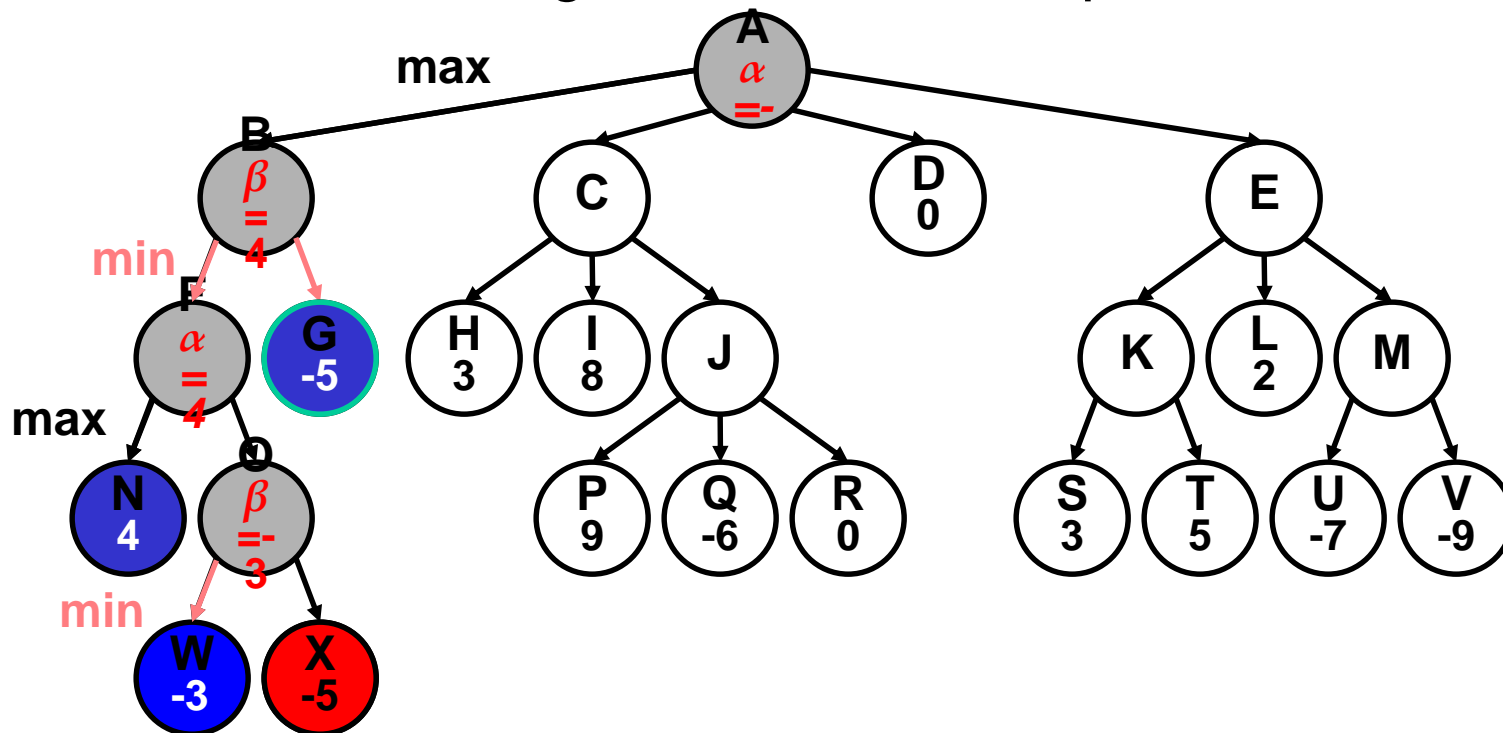 A
α
=-
max
B
β
=
4
C
D
0
E
min
F
α
=
4
G
-5
H
3
I
8
J
K
L
2
M
max
N
4
O
β
=-
3
P
9
Q
-6
R
0
S
3
T
5
U
-7
V
-9
min
W
-3
X
-5